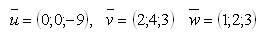 u̅ = (0;0;−9), v̅ = (2;4;3) w̅ = (1;2;3)